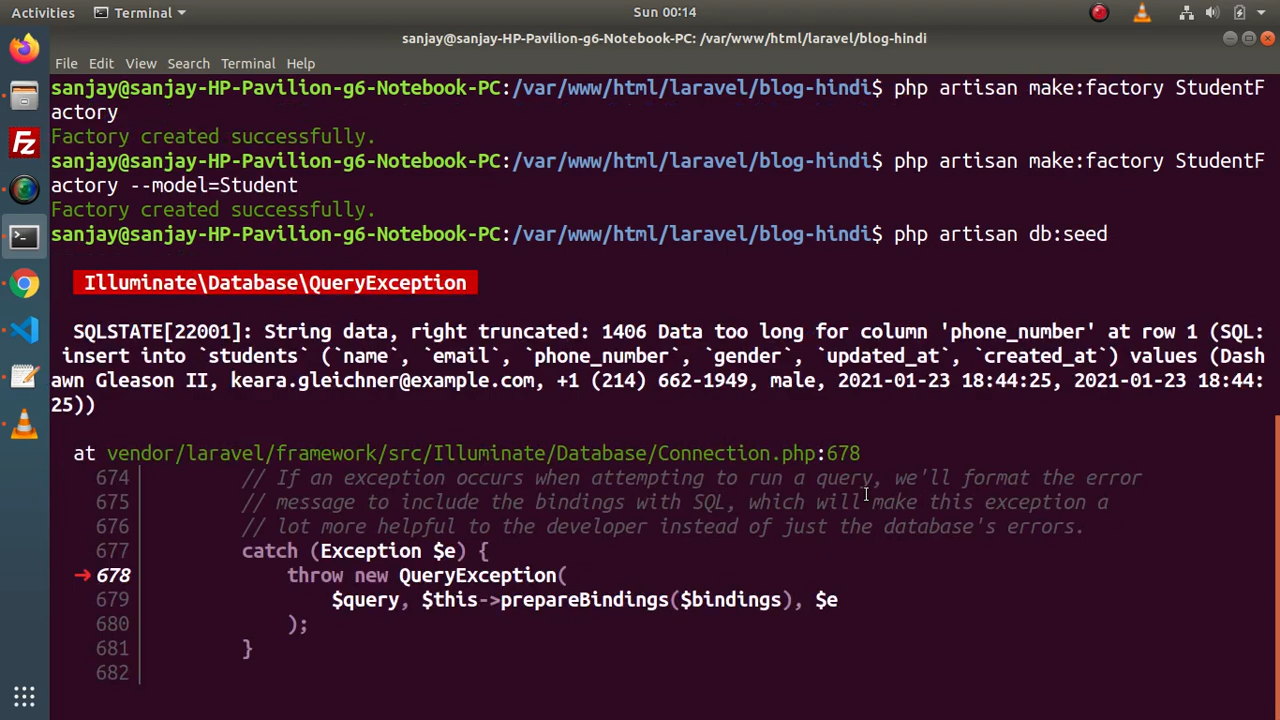 Activities Terminal Sun 00:14
sanjay@sanjay-HP-Pavilion-g6-Notebook-PC: /var/www/html/laravel/blog-hindi
File Edit View Search Terminal Help
sanjay@sanjay-HP-Pavilion-g6-Notebook-PC:/var/www/html/laravel/blog-hindi$ php artisan make:factory StudentF
actory
Factory created successfully.
sanjay@sanjay-HP-Pavilion-g6-Notebook-PC:/var/www/html/laravel/blog-hindi$ php artisan make:factory StudentF
actory --model=Student
Factory created successfully.
sanjay@sanjay-HP-Pavilion-g6-Notebook-PC:/var/www/html/laravel/blog-hindi$ php artisan db:seed
Illuminate\Database\QueryException
SQLSTATE[22001]: String data, right truncated: 1406 Data too long for column 'phone_number' at row 1 (SQL:
insert into `students` (`name`, `email`, `phone_number`, `gender`, `updated_at`, `created_at`) values (Dash
awn Gleason II, keara.gleichner@example.com, +1 (214) 662-1949, male, 2021-01-23 18:44:25, 2021-01-23 18:44:
25))
at vendor/laravel/framework/src/Illuminate/Database/Connection.php:678
674 // If an exception occurs when attempting to run a query, we'll format the error
675 // message to include the bindings with SQL, which will make this exception a
676 // lot more helpful to the developer instead of just the database's errors.
677 catch (Exception $e) {
➜ 678 throw new QueryException(
679 $query, $this->prepareBindings($bindings), $e
680 );
681 }
682